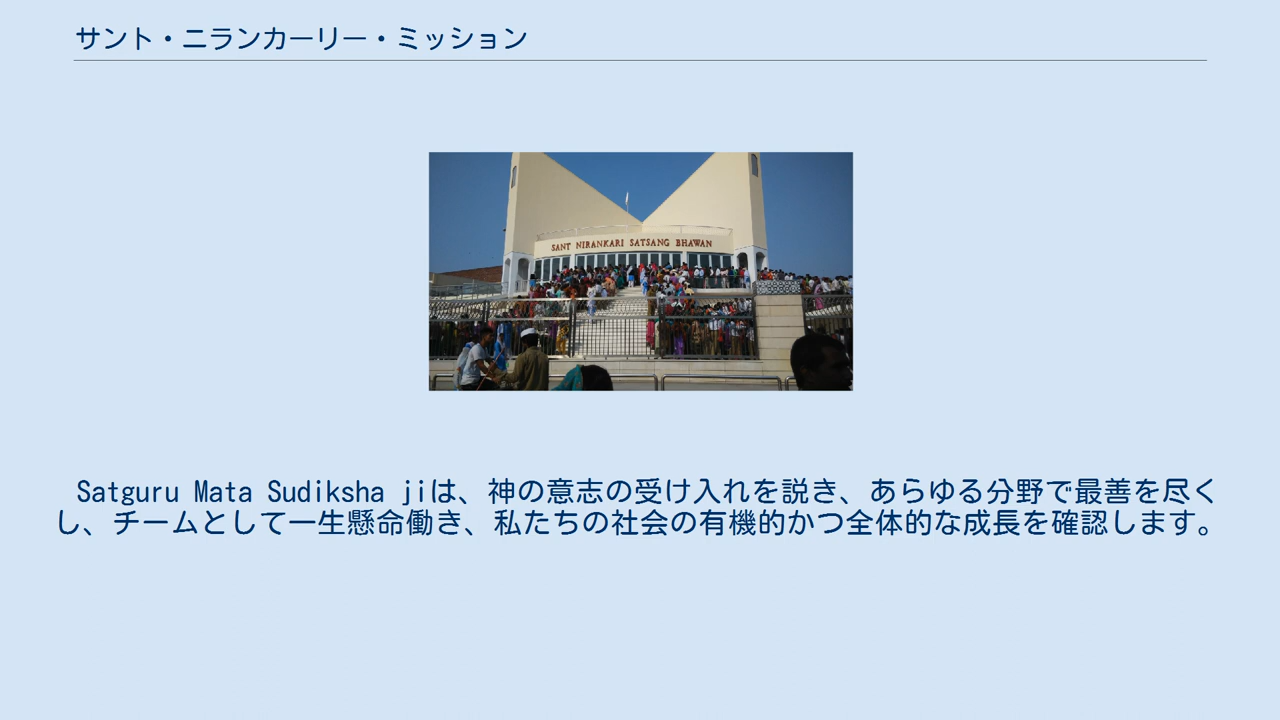 サント・ニランカーリー・ミッション
SANT NIRANKARI SATSANG BHAWAN
Satguru Mata Sudiksha jiは、神の意志の受け入れを説き、あらゆる分野で最善を尽く
し、チームとして一生懸命働き、私たちの社会の有機的かつ全体的な成長を確認します。